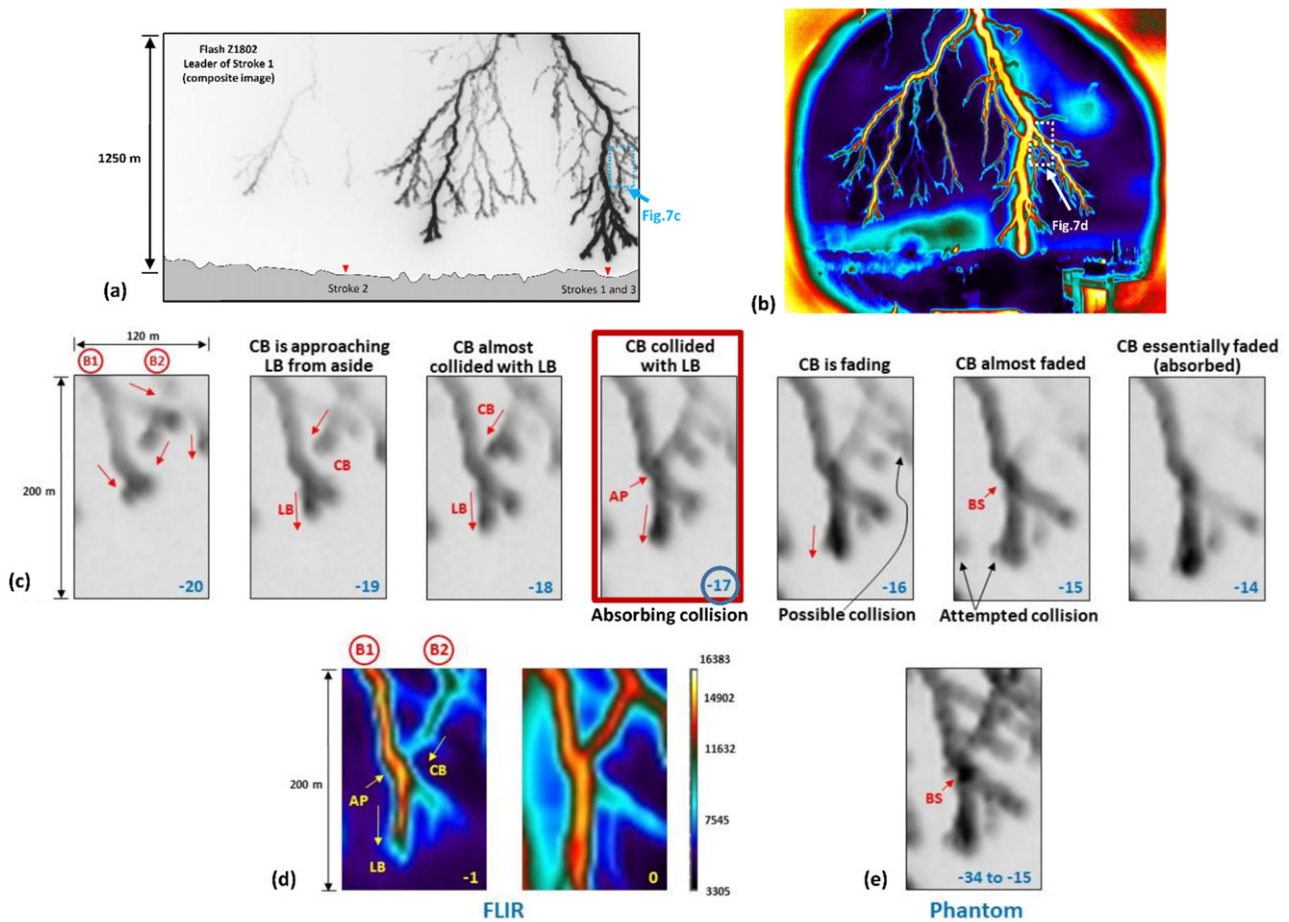 Flash Z1802
Leader of Stroke 1
(composite image)
1250 m
Fig.7c
Stroke 2
Strokes 1 and 3
(a)
Fig.7d
(b)
120 m
B1
B2
200 m
-20
CB is approaching
LB from aside
CB
LB
-19
CB almost
collided with LB
CB
LB
-18
CB collided
with LB
AP
-17
Absorbing collision
CB is fading
-16
Possible collision
CB almost faded
BS
-15
Attempted collision
CB essentially faded
(absorbed)
-14
(c)
B1
B2
200 m
CB
AP
LB
-1
0
16383
14902
11632
7545
3305
(d)
FLIR
BS
-34 to -15
(e)
Phantom